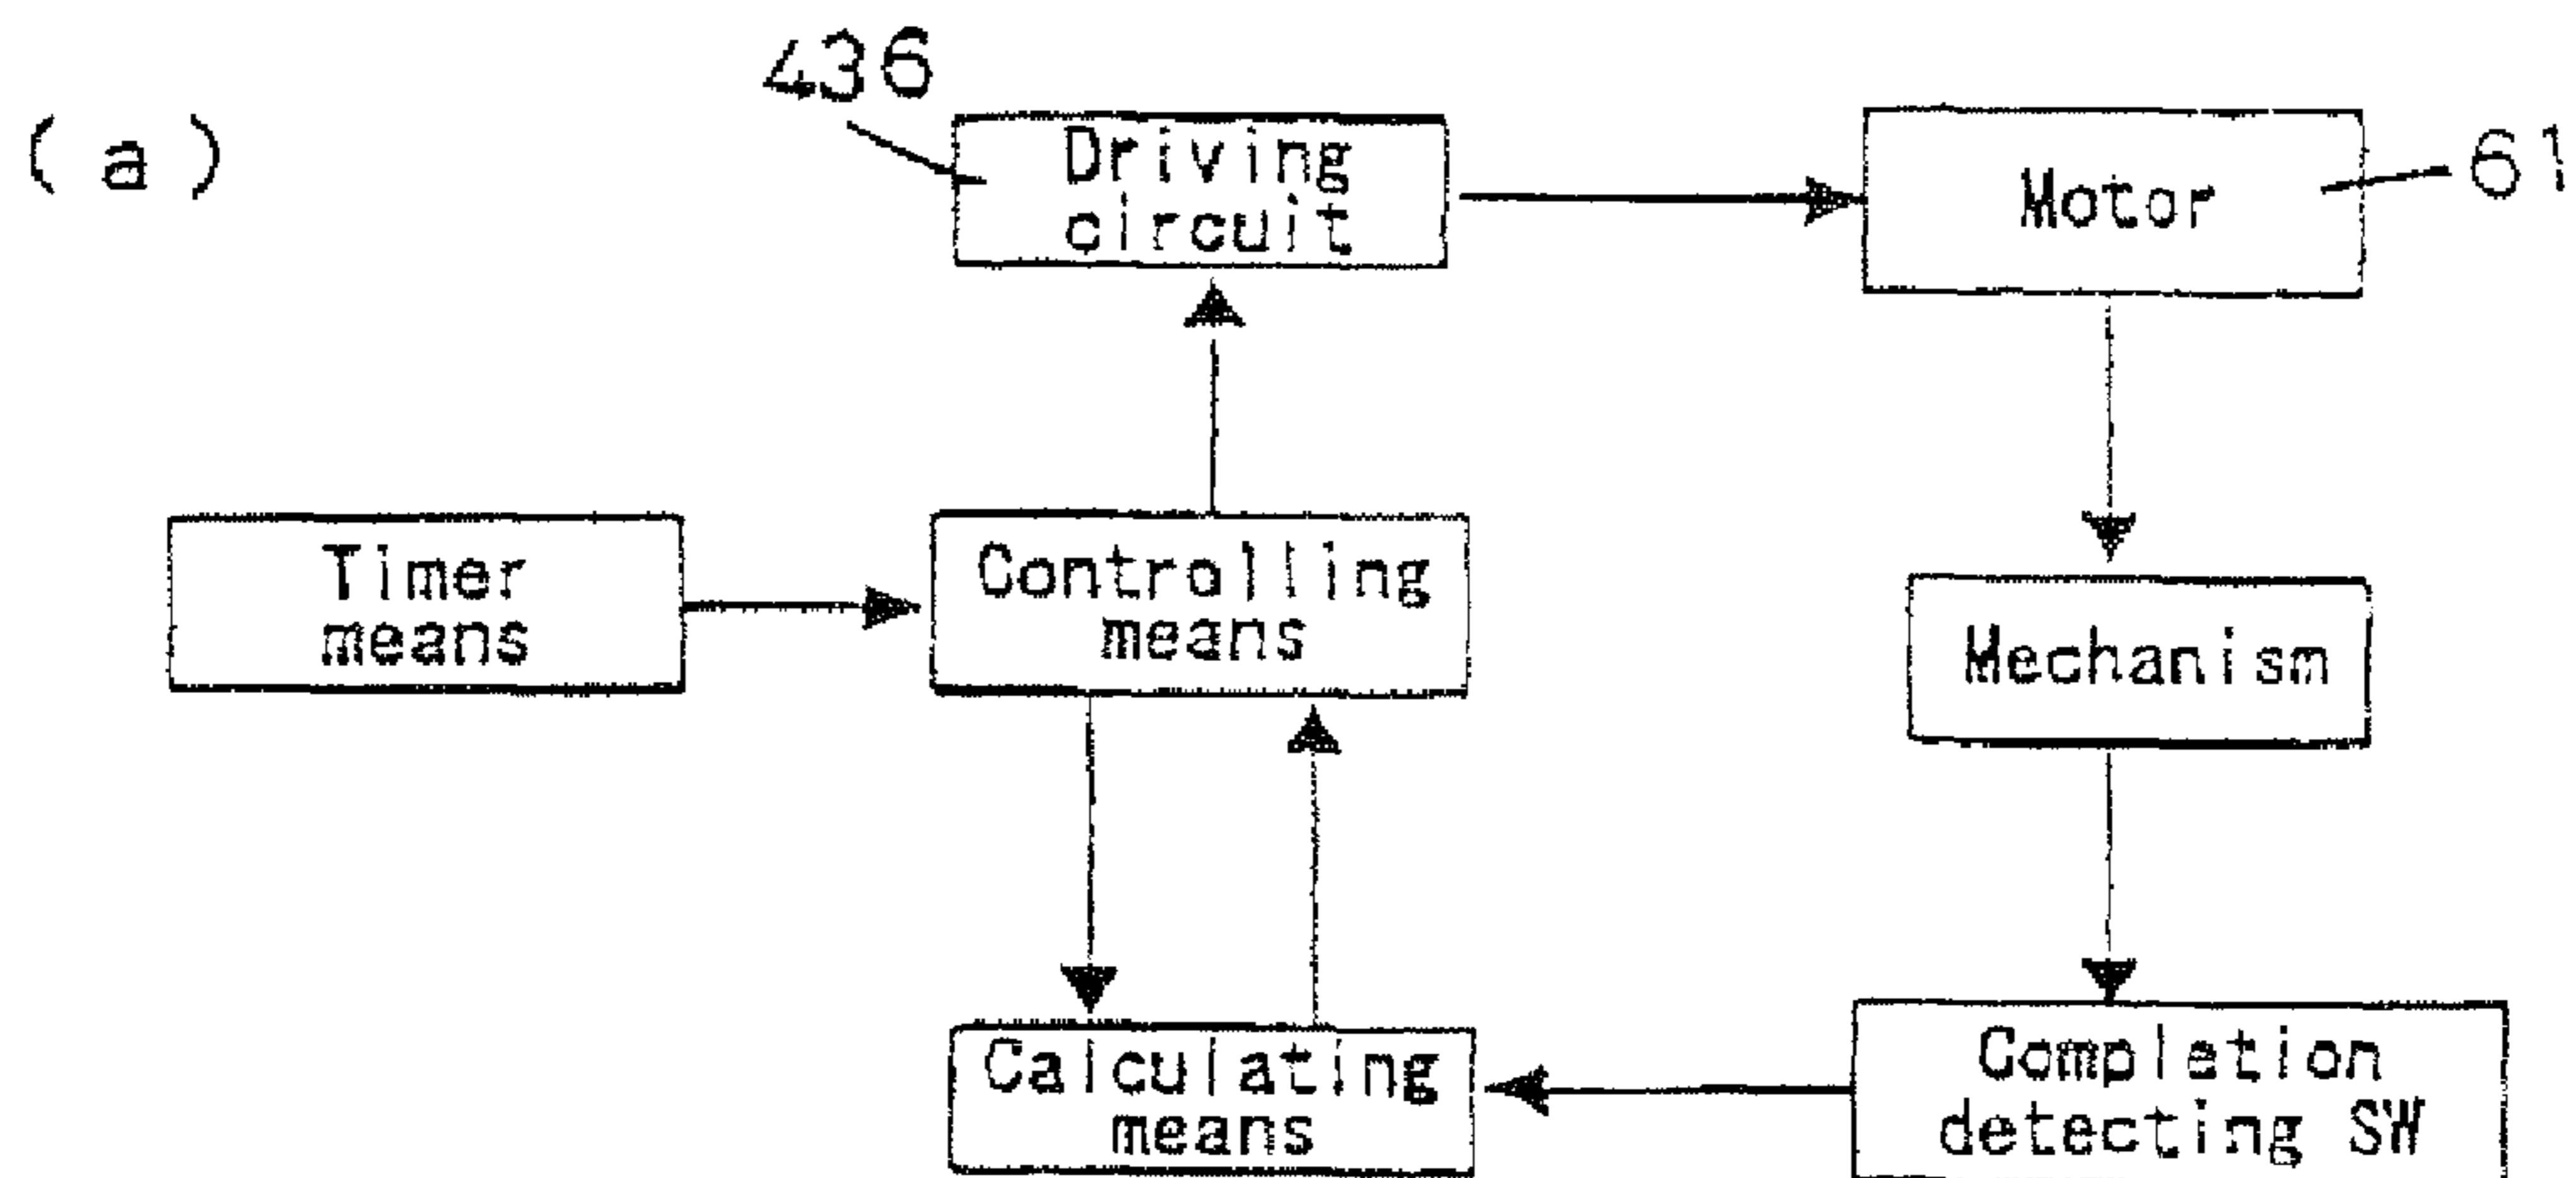 436
(a)
Driving
circuit
Motor
61
Timer
means
Controlling
means
Mechanism
Calculating
means
Completion
detecting SW